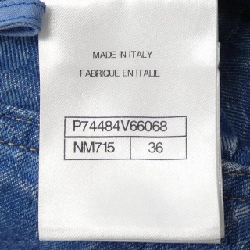 MADE IN ITALY
FABRIQUE EN ITALIE
P74484V66068
NM715 36